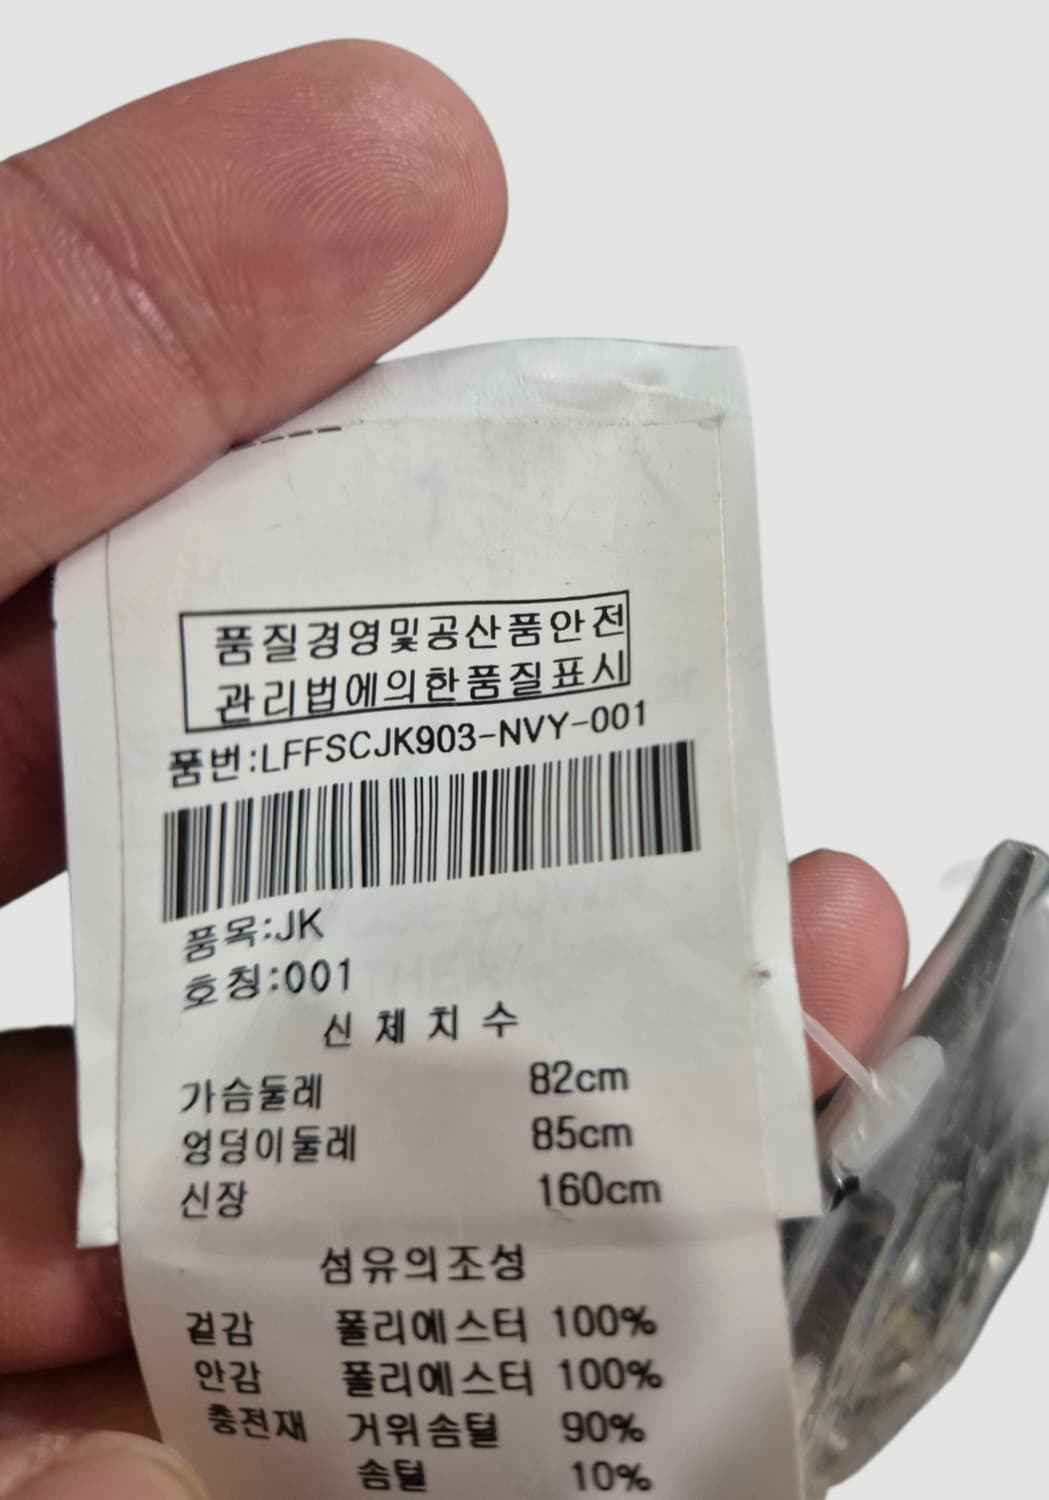 품질경영및공산품안전
관리법에의한품질표시
품번:LFFSCJK903-NVY-001
품목:JK
호칭:001
신체치수
가슴둘레 82cm
엉덩이둘레 85cm
신장 160cm
섬유의조성
겉감 폴리에스터 100%
안감 폴리에스터 100%
충전재 거위솜털 90%
솜털 10%